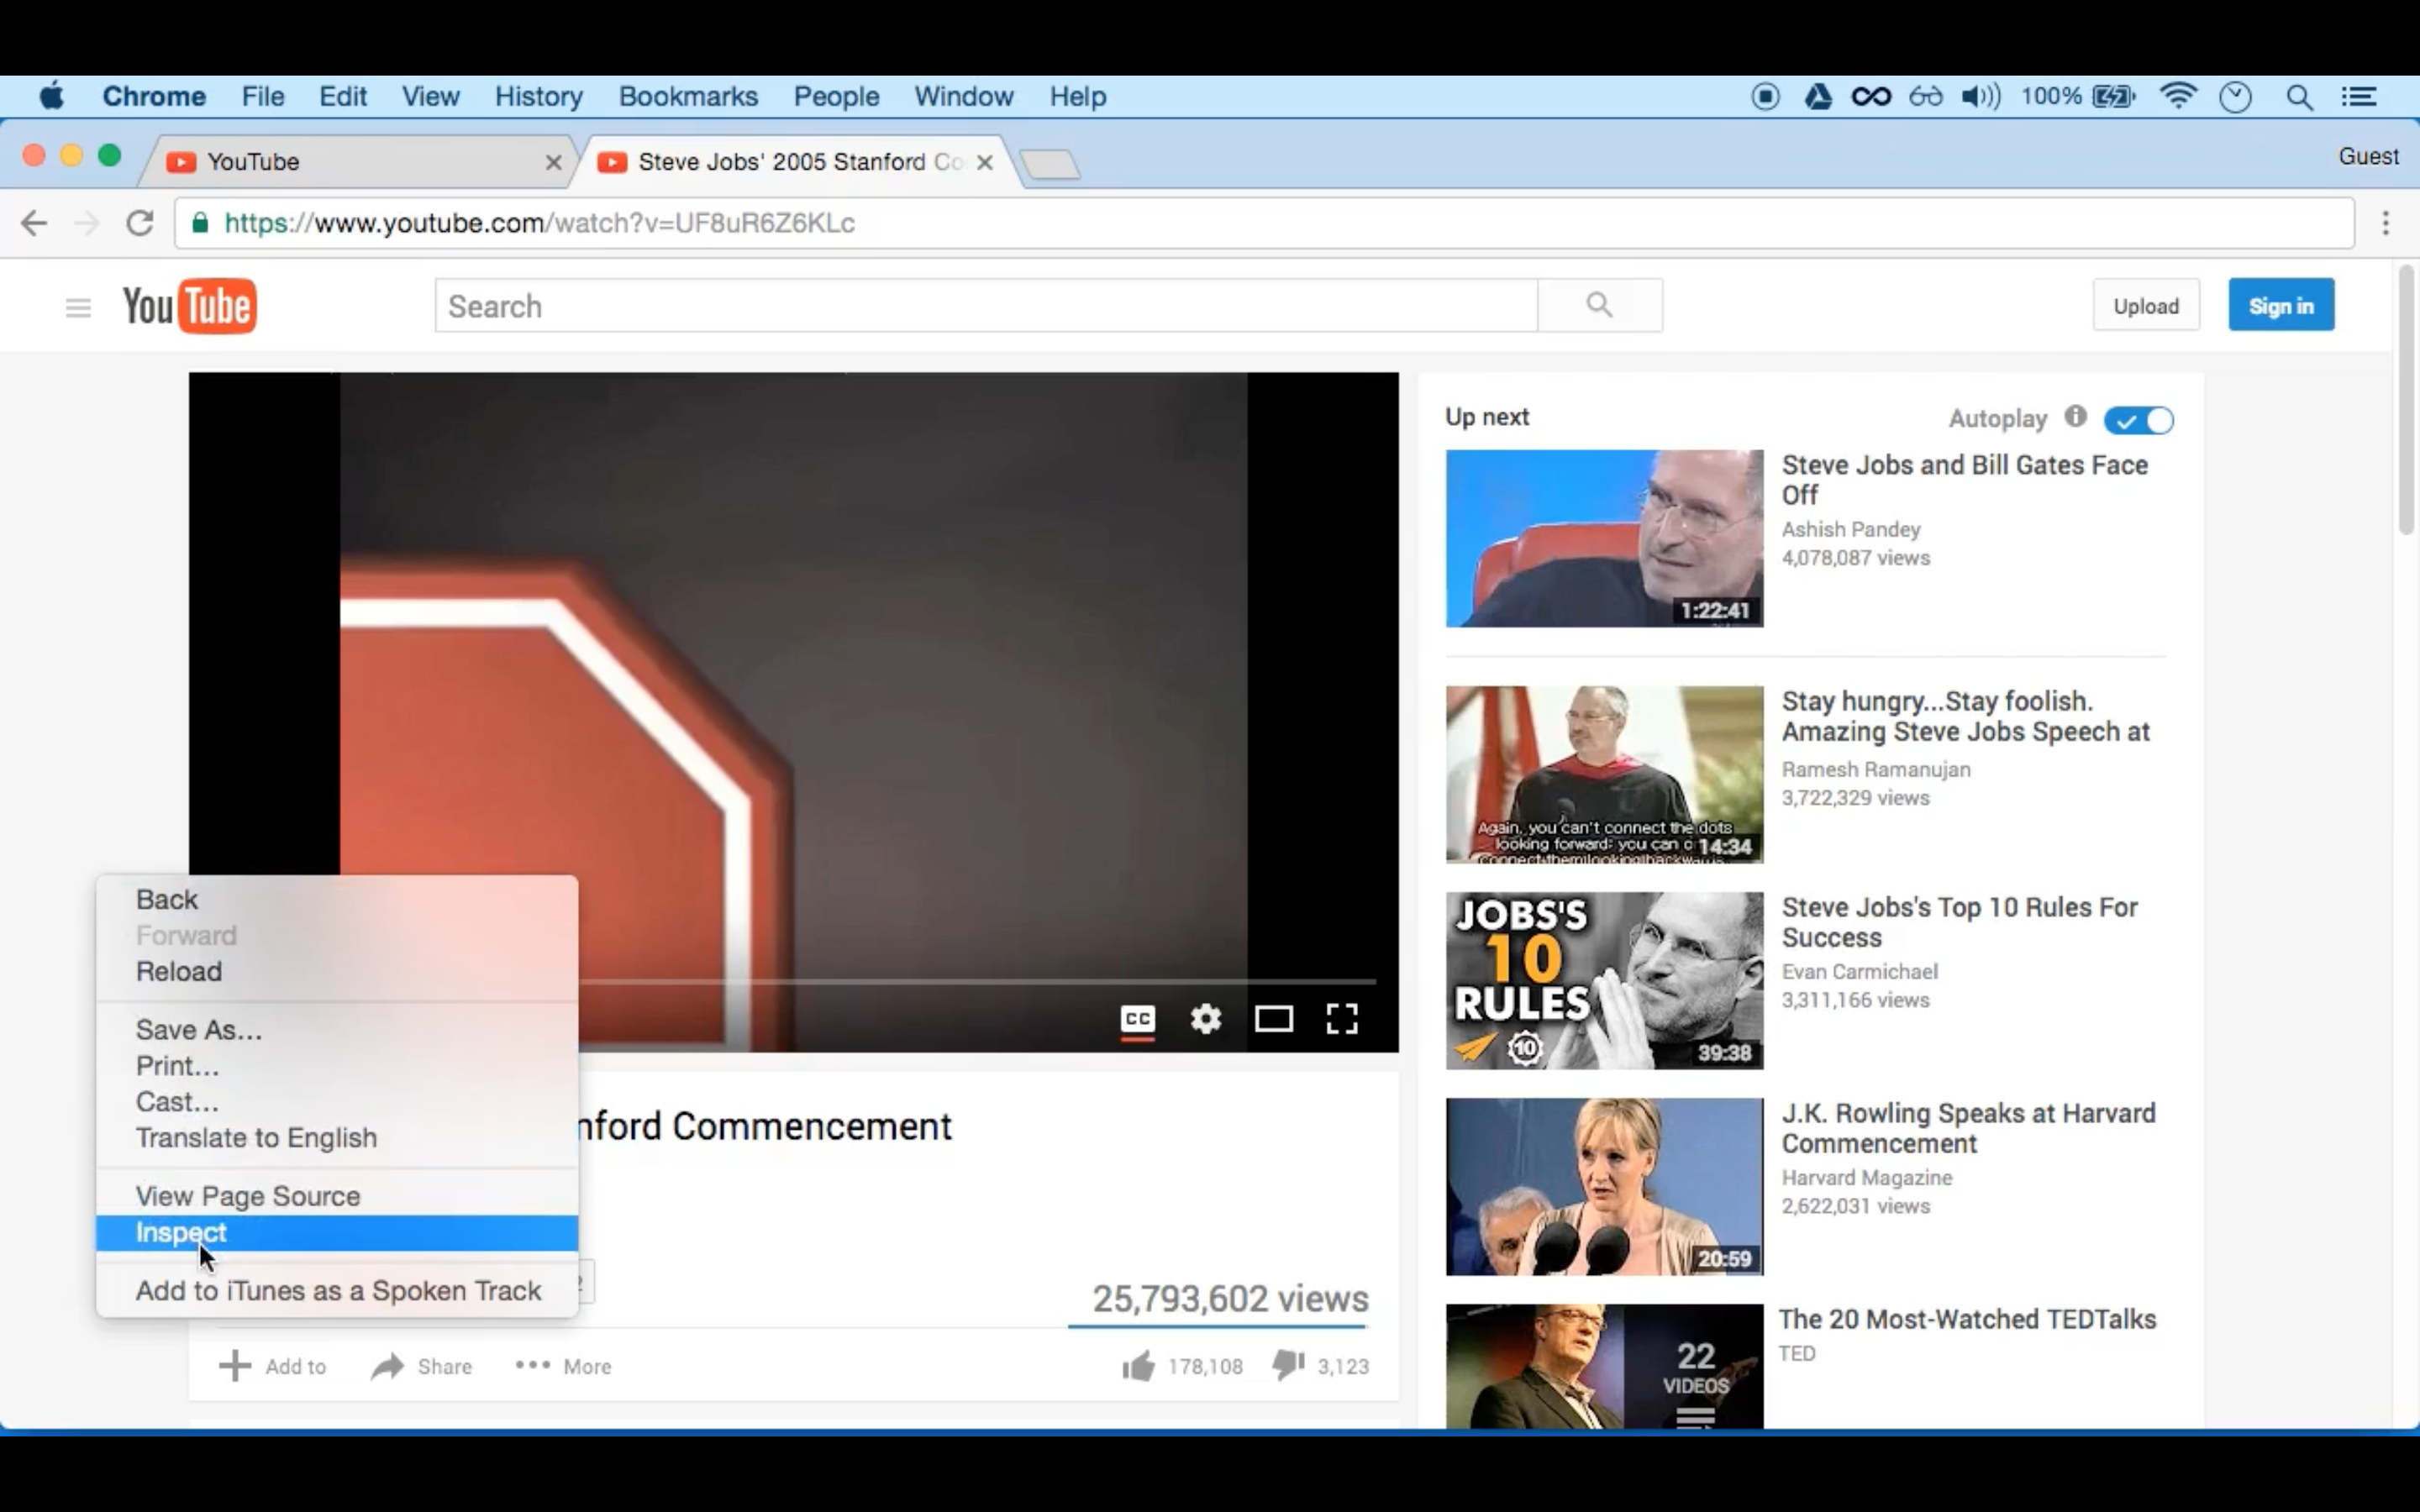 Chrome File Edit View History Bookmarks People Window Help 100%
YouTube
Steve Jobs' 2005 Stanford Co
Guest
https://www.youtube.com/watch?v=UF8uR6Z6KLc
YouTube
Search
Upload
Sign in
Up next
Autoplay
Steve Jobs and Bill Gates Face
Off
Ashish Pandey
4,078,087 views
1:22:41
Stay hungry...Stay foolish.
Amazing Steve Jobs Speech at
Ramesh Ramanujan
3,722,329 views
Again, you can't connect the dots
looking forward; you can
14:34
connect them looking backwards
JOBS'S
10
RULES
10
39:38
Steve Jobs's Top 10 Rules For
Success
Evan Carmichael
3,311,166 views
J.K. Rowling Speaks at Harvard
Commencement
Harvard Magazine
2,622,031 views
20:59
The 20 Most-Watched TEDTalks
TED
22
VIDEOS
Back
Forward
Reload
Save As...
Print...
Cast...
Translate to English
View Page Source
Inspect
Add to iTunes as a Spoken Track
CC
nford Commencement
25,793,602 views
Add to
Share
More
178,108
3,123